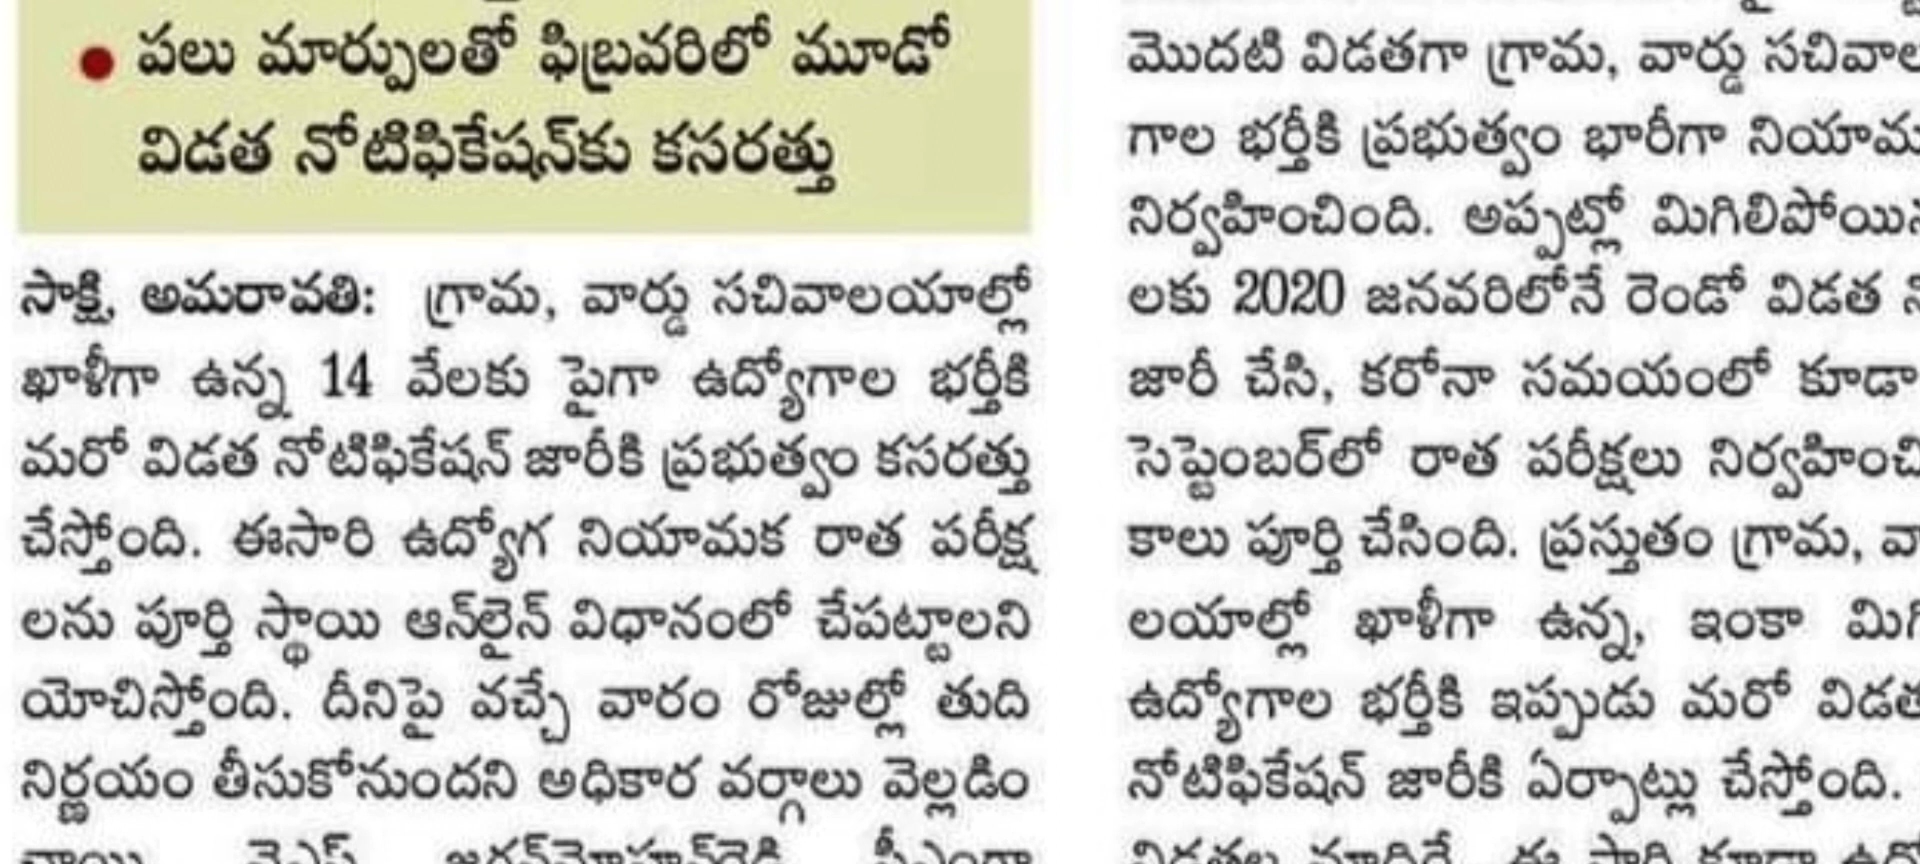 పలు మార్పులతో ఫిబ్రవరిలో మూడో
విడత నోటిఫికేషన్‌కు కసరత్తు
సాక్షి, అమరావతి: గ్రామ, వార్డు సచివాలయాల్లో
ఖాళీగా ఉన్న 14 వేలకు పైగా ఉద్యోగాల భర్తీకి
మరో విడత నోటిఫికేషన్ జారీకి ప్రభుత్వం కసరత్తు
చేస్తోంది. ఈసారి ఉద్యోగ నియామక రాత పరీక్ష
లను పూర్తి స్థాయి ఆన్‌లైన్ విధానంలో చేపట్టాలని
యోచిస్తోంది. దీనిపై వచ్చే వారం రోజుల్లో తుది
నిర్ణయం తీసుకోనుందని అధికార వర్గాలు వెల్లడిం
మొదటి విడతగా గ్రామ, వార్డు
గాల భర్తీకి ప్రభుత్వం భారీగా
నిర్వహించింది. అప్పట్లో
లకు 2020 జనవరిలోనే రెండో విడత
జారీ చేసి, కరోనా సమయంలో కూడా
సెప్టెంబర్‌లో రాత పరీక్షలు
కాలు పూర్తి చేసింది. ప్రస్తుతం గ్రామ,
లయాల్లో ఖాళీగా ఉన్న, ఇంకా
ఉద్యోగాల భర్తీకి ఇప్పుడు మరో విడత
నోటిఫికేషన్ జారీకి ఏర్పాట్లు చేస్తోంది.